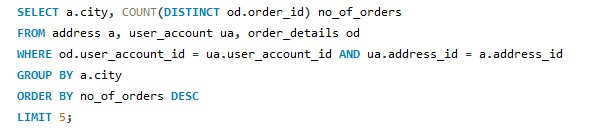 SELECT a.city, COUNT(DISTINCT od.order_id) no_of_orders
FROM address a, user_account ua, order_details od
WHERE od.user_account_id = ua.user_account_id AND ua.address_id = a.address_id
GROUP BY a.city
ORDER BY no_of_orders DESC
LIMIT 5;